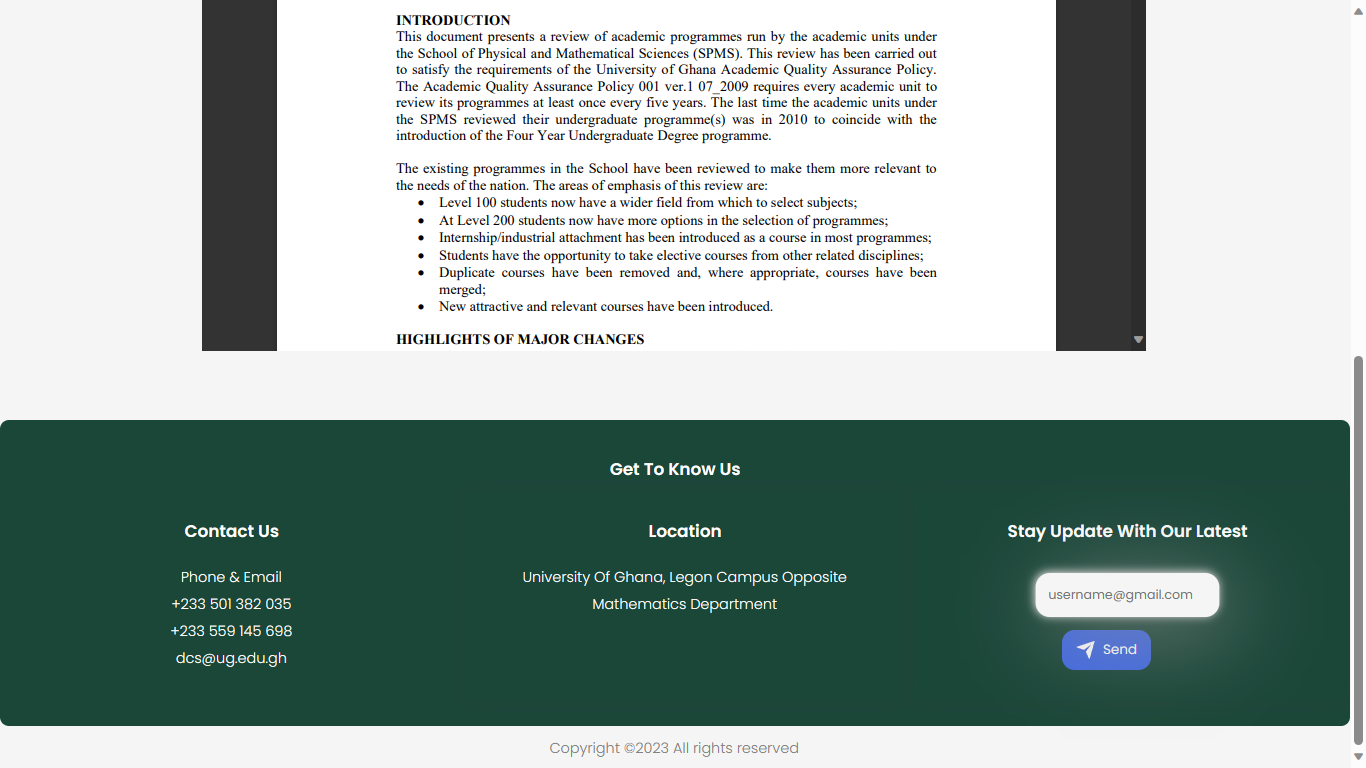 INTRODUCTION
This document presents a review of academic programmes run by the academic units under
the School of Physical and Mathematical Sciences (SPMS). This review has been carried out
to satisfy the requirements of the University of Ghana Academic Quality Assurance Policy.
The Academic Quality Assurance Policy 001 ver.1 07_2009 requires every academic unit to
review its programmes at least once every five years. The last time the academic units under
the SPMS reviewed their undergraduate programme(s) was in 2010 to coincide with the
introduction of the Four Year Undergraduate Degree programme.
The existing programmes in the School have been reviewed to make them more relevant to
the needs of the nation. The areas of emphasis of this review are:
• Level 100 students now have a wider field from which to select subjects;
• At Level 200 students now have more options in the selection of programmes;
• Internship/industrial attachment has been introduced as a course in most programmes;
• Students have the opportunity to take elective courses from other related disciplines;
• Duplicate courses have been removed and, where appropriate, courses have been
merged;
• New attractive and relevant courses have been introduced.
HIGHLIGHTS OF MAJOR CHANGES
Get To Know Us
Contact Us
Phone & Email
+233 501 382 035
+233 559 145 698
dcs@ug.edu.gh
Location
University Of Ghana, Legon Campus Opposite
Mathematics Department
Stay Update With Our Latest
username@gmail.com
Send
Copyright ©2023 All rights reserved